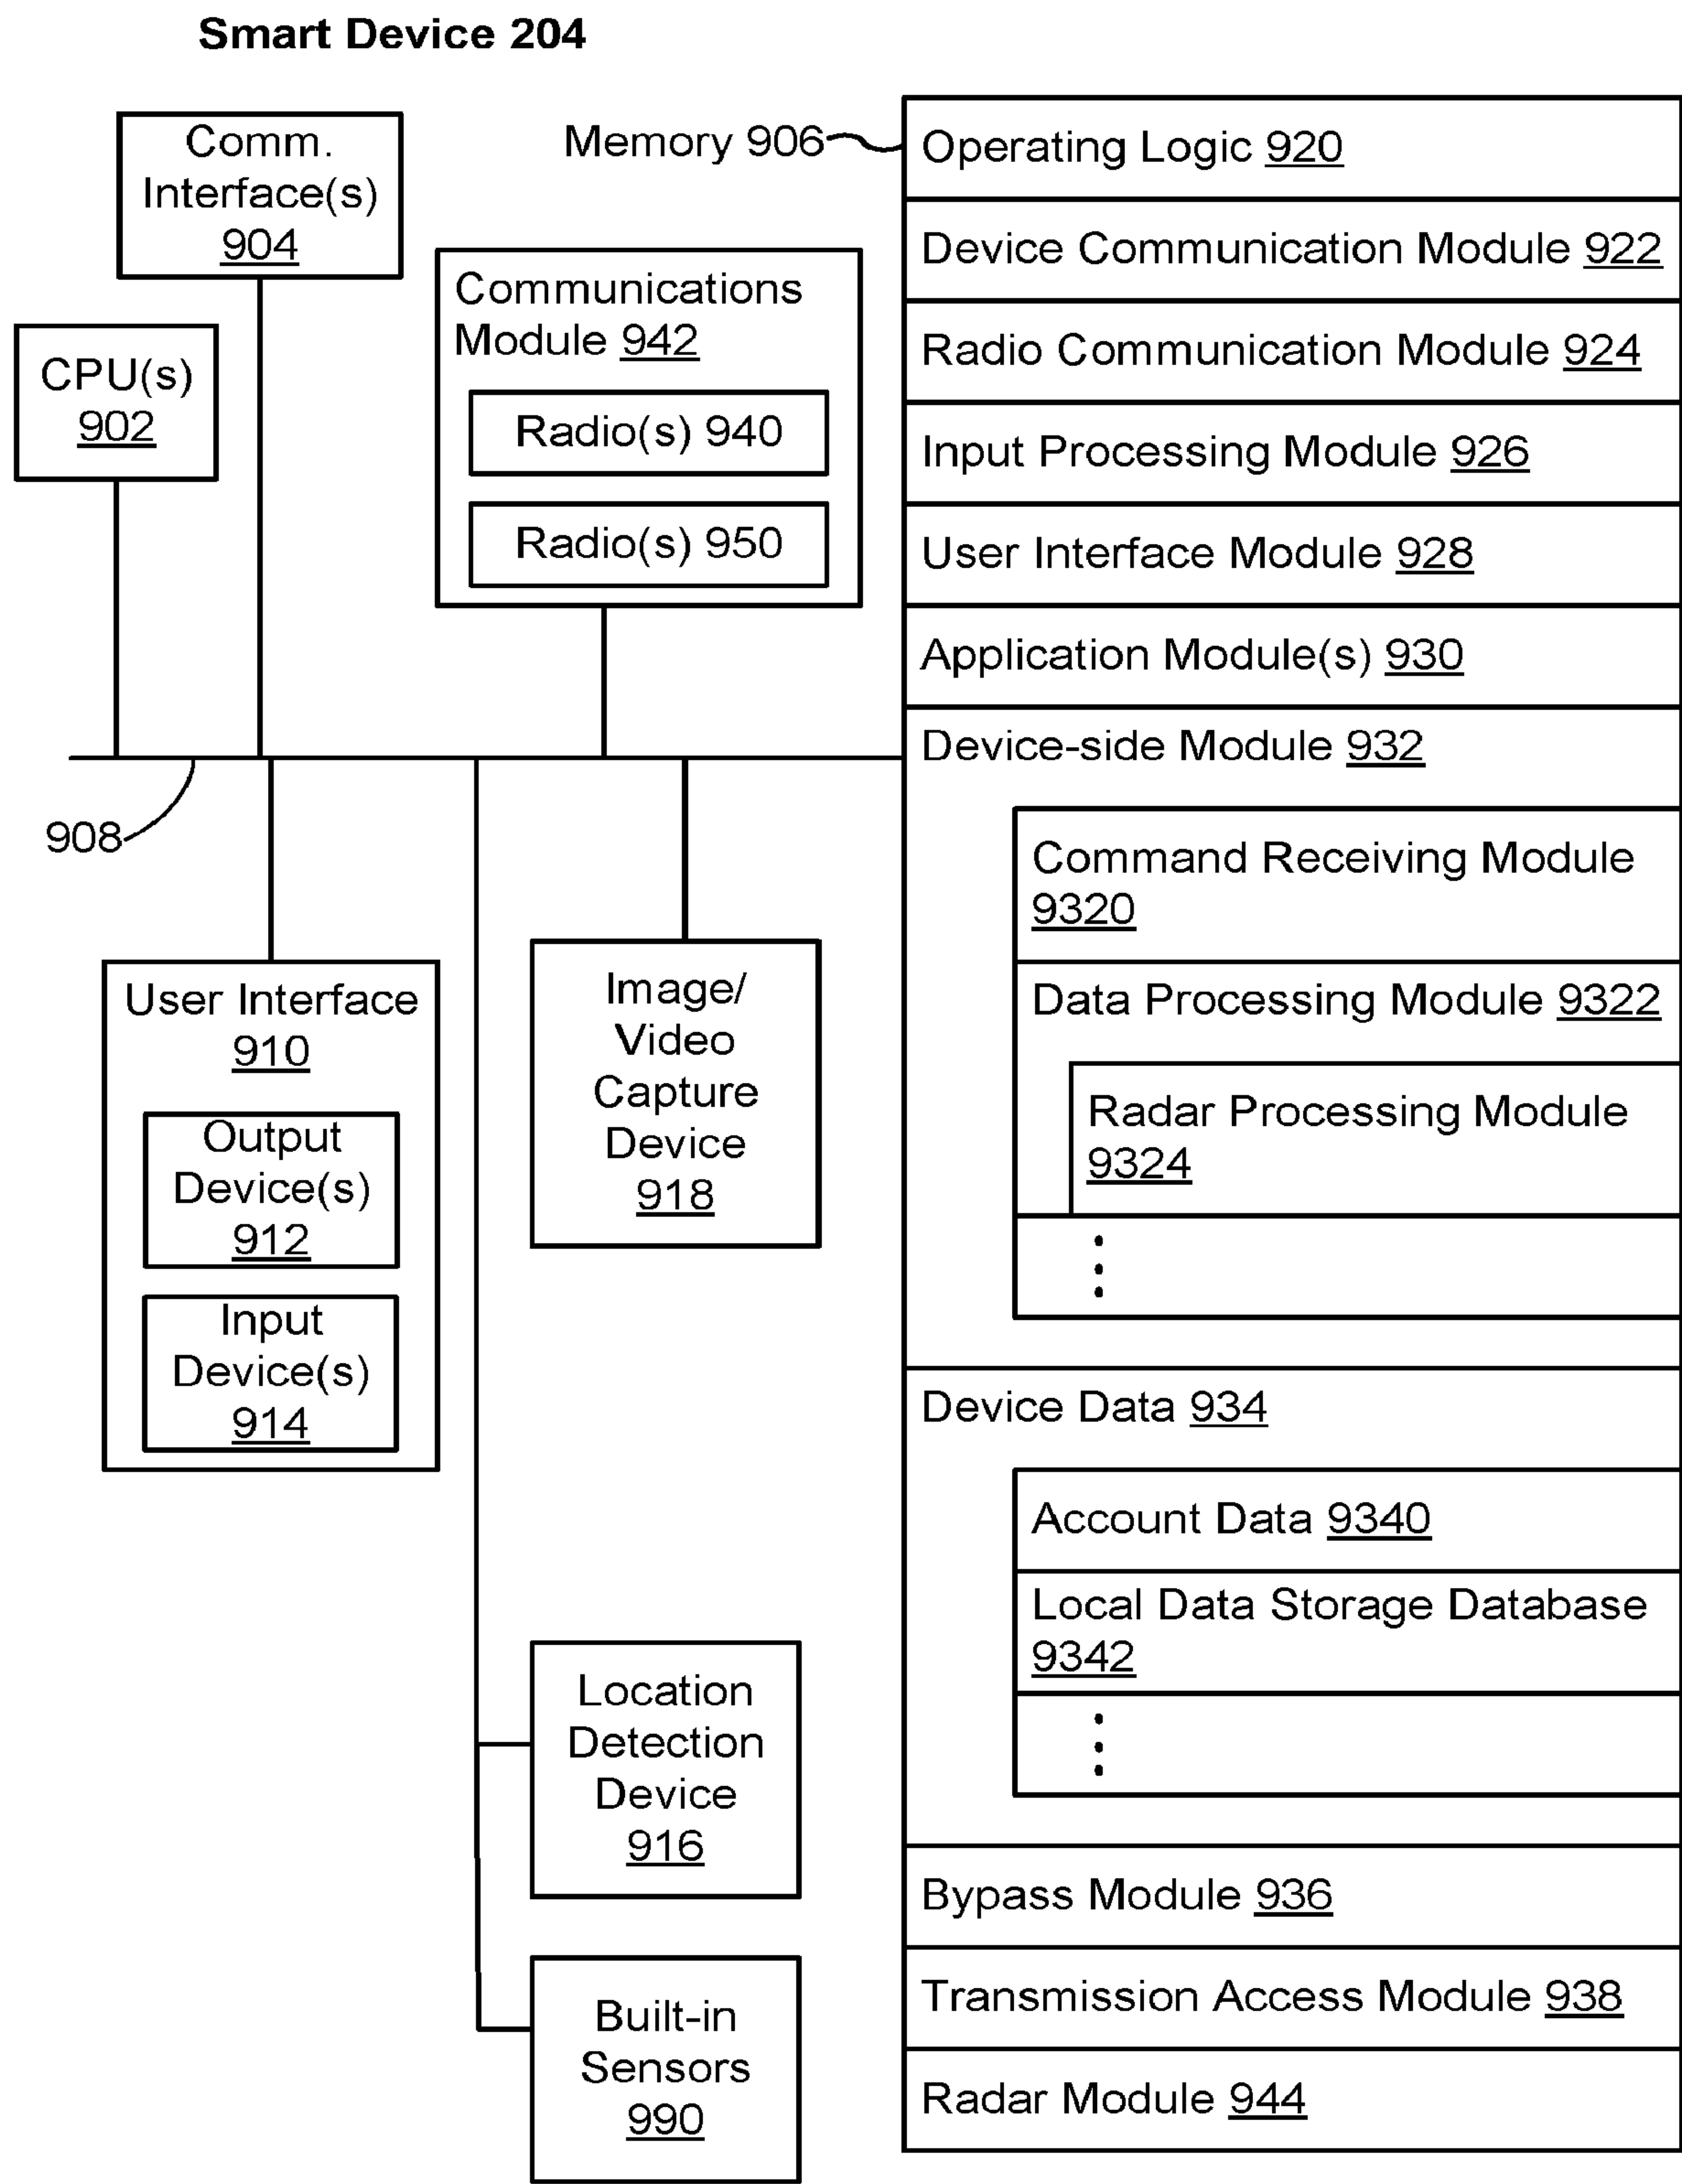 Smart Device 204
Comm.
Interface(s)
904
CPU(s)
902
Communications
Module 942
Radio(s) 940
Radio(s) 950
908
User Interface
910
Output
Device(s)
912
Input
Device(s)
914
Image/
Video
Capture
Device
918
Location
Detection
Device
916
Built-in
Sensors
990
Memory 906
Operating Logic 920
Device Communication Module 922
Radio Communication Module 924
Input Processing Module 926
User Interface Module 928
Application Module(s) 930
Device-side Module 932
Command Receiving Module
9320
Data Processing Module 9322
Radar Processing Module
9324
Device Data 934
Account Data 9340
Local Data Storage Database
9342
Bypass Module 936
Transmission Access Module 938
Radar Module 944